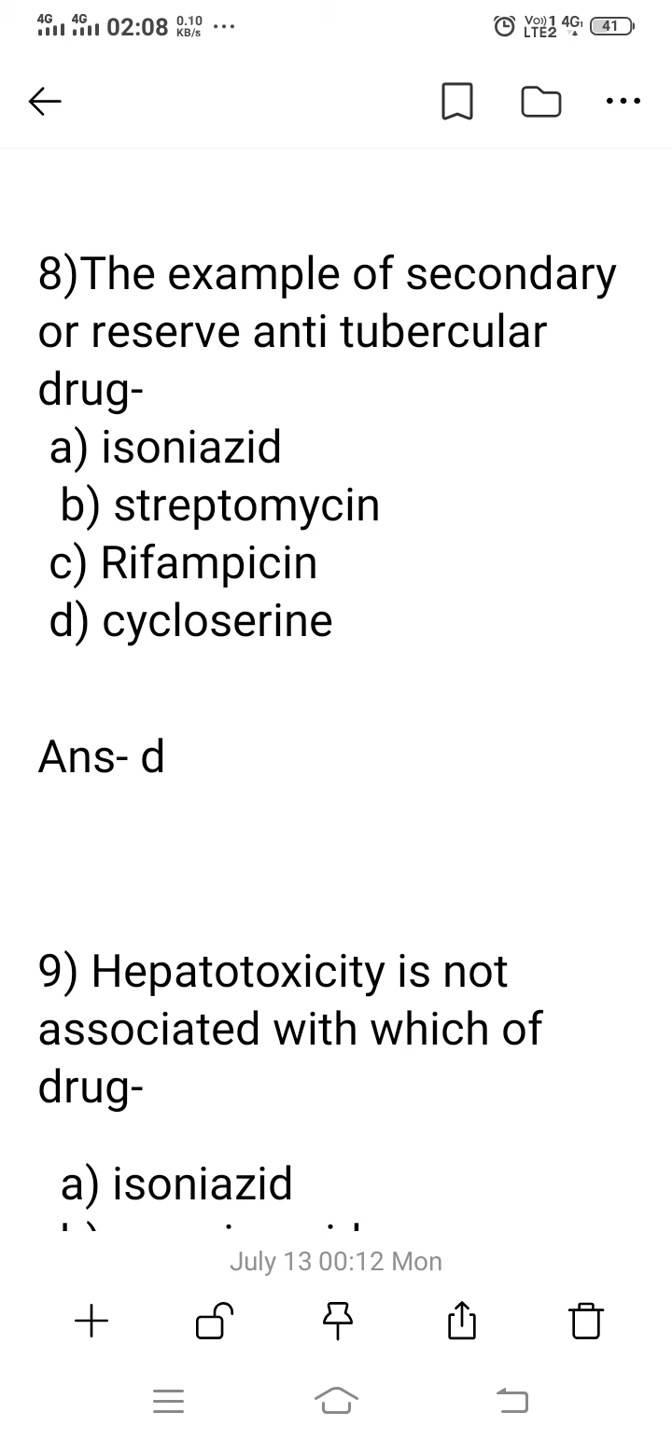 4G 4G 02:08 0.10 KB/s ... Vo))1 4G LTE2 41
8)The example of secondary
or reserve anti tubercular
drug-
a) isoniazid
b) streptomycin
c) Rifampicin
d) cycloserine
Ans- d
9) Hepatotoxicity is not
associated with which of
drug-
a) isoniazid
July 13 00:12 Mon